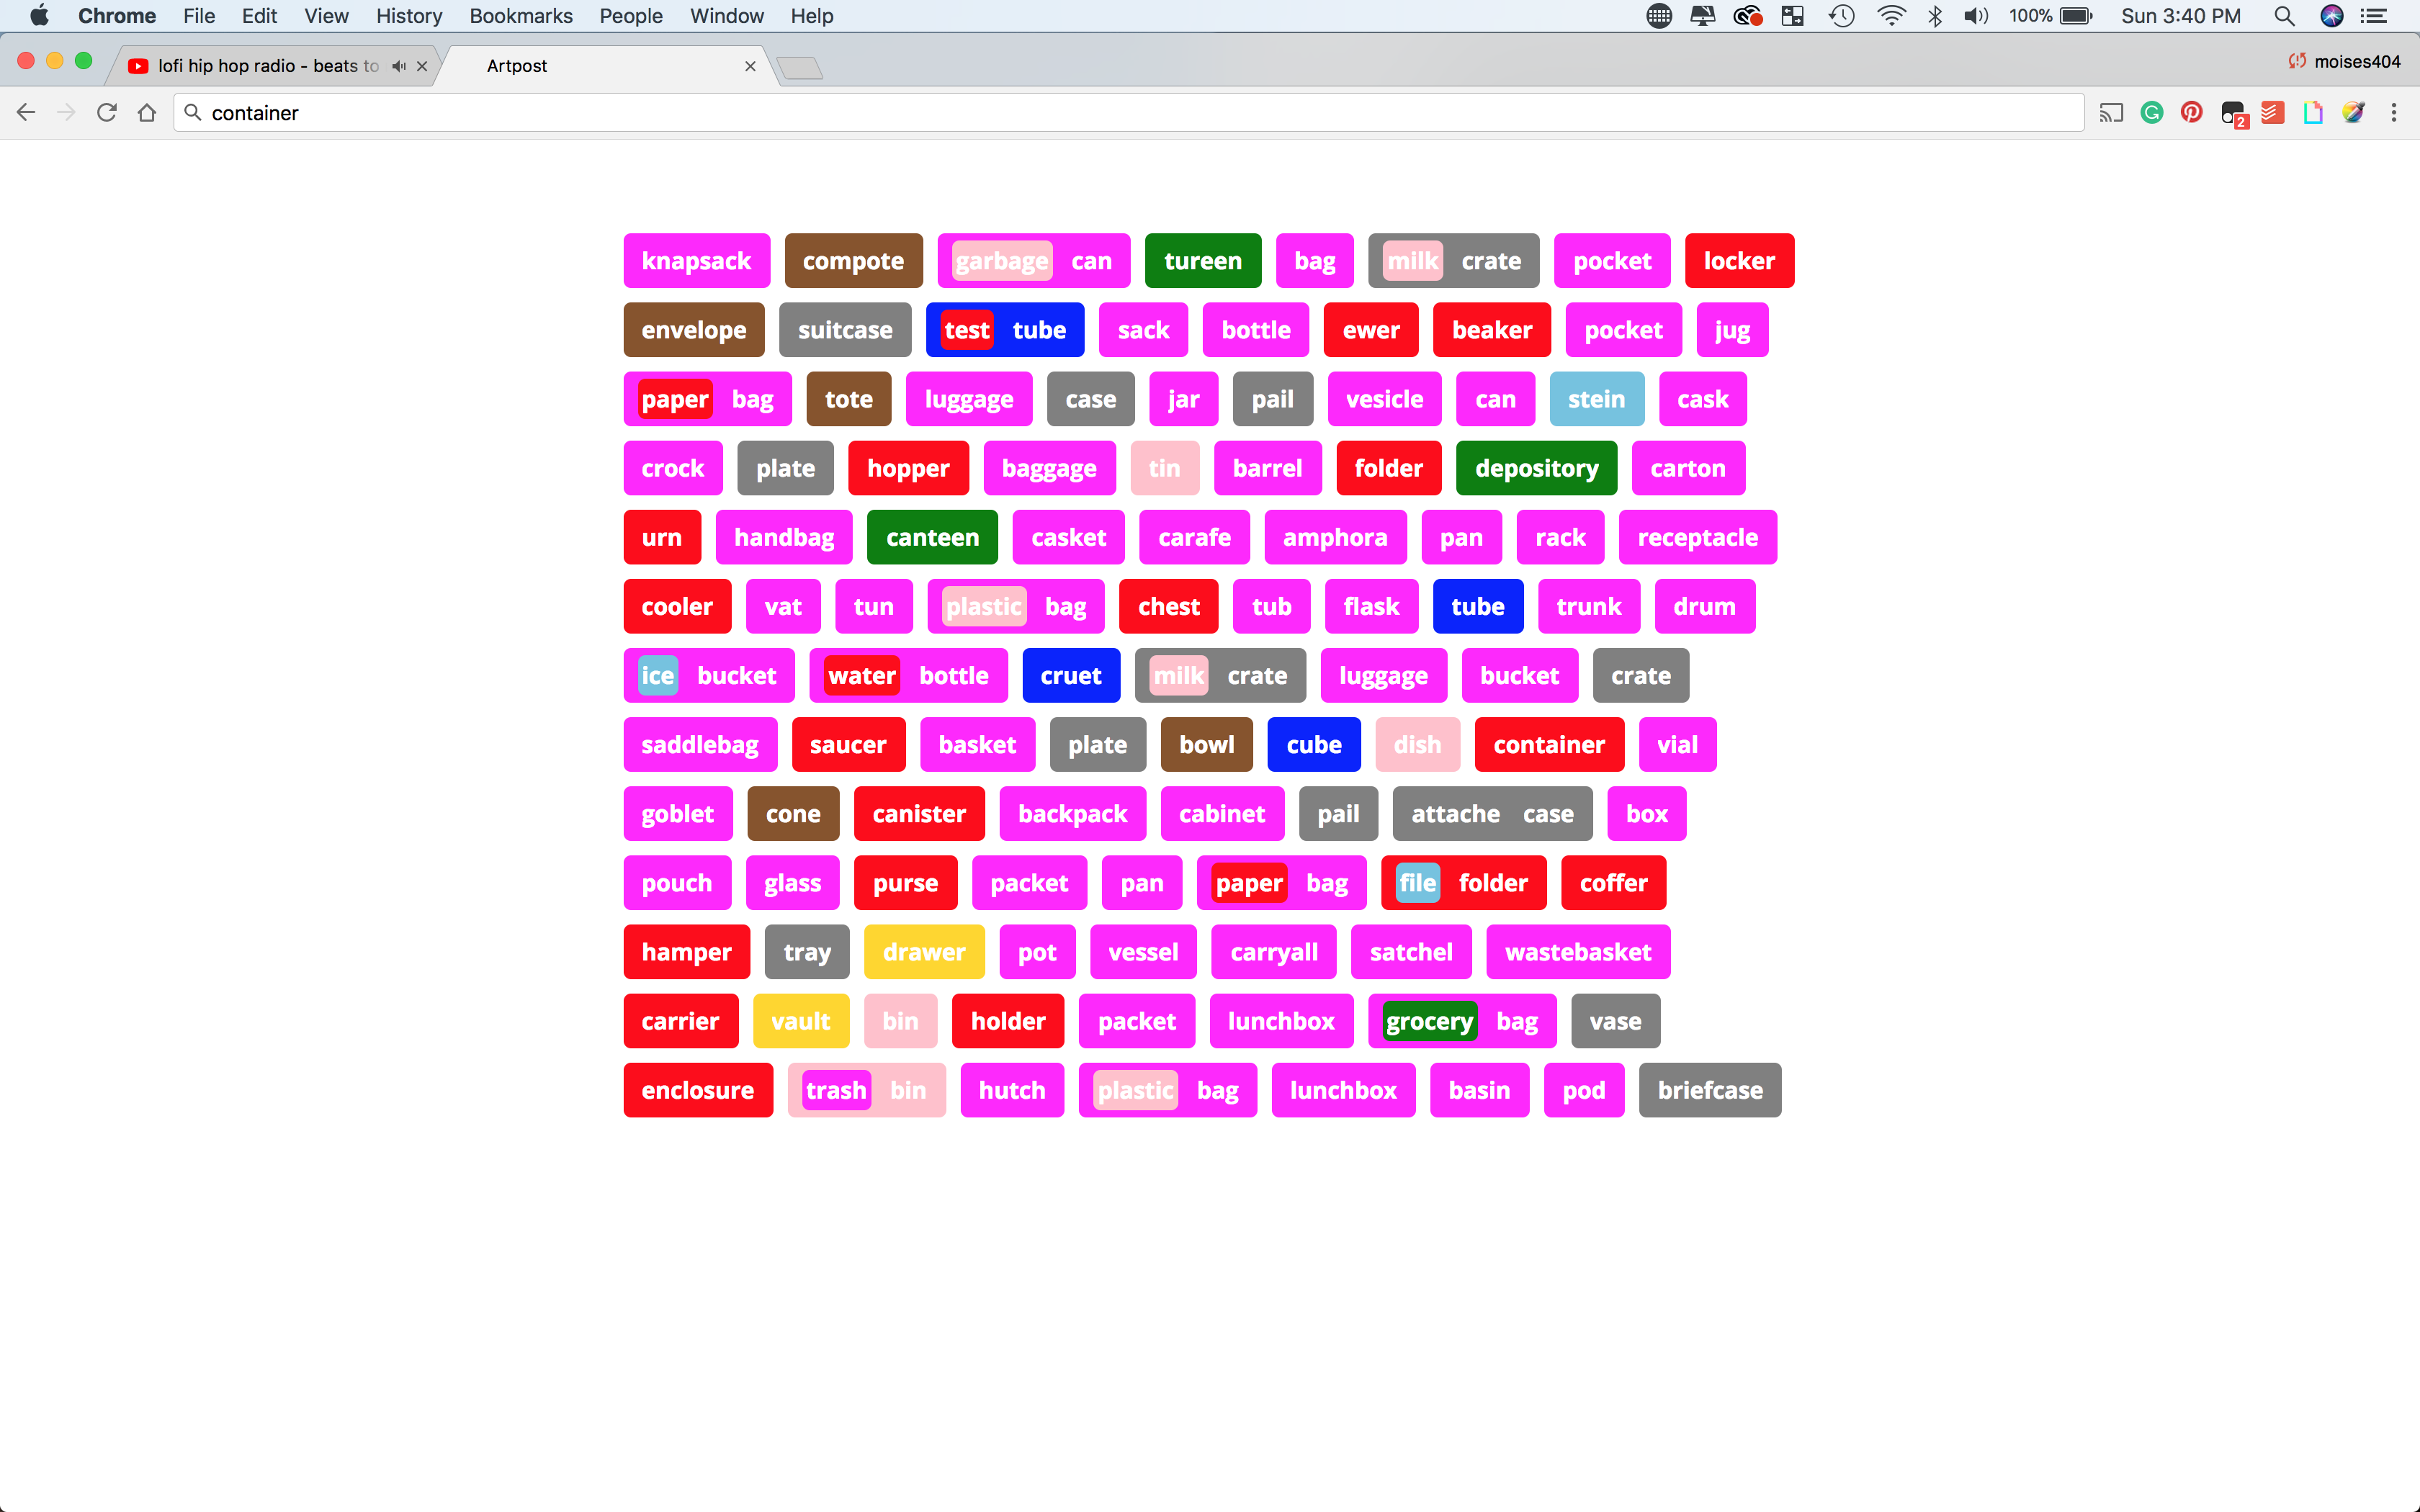 Chrome File Edit View History Bookmarks People Window Help 100% Sun 3:40 PM
lofi hip hop radio - beats to Artpost moises404
container 2
knapsack compote garbage can tureen bag milk crate pocket locker
envelope suitcase test tube sack bottle ewer beaker pocket jug
paper bag tote luggage case jar pail vesicle can stein cask
crock plate hopper baggage tin barrel folder depository carton
urn handbag canteen casket carafe amphora pan rack receptacle
cooler vat tun plastic bag chest tub flask tube trunk drum
ice bucket water bottle cruet milk crate luggage bucket crate
saddlebag saucer basket plate bowl cube dish container vial
goblet cone canister backpack cabinet pail attache case box
pouch glass purse packet pan paper bag file folder coffer
hamper tray drawer pot vessel carryall satchel wastebasket
carrier vault bin holder packet lunchbox grocery bag vase
enclosure trash bin hutch plastic bag lunchbox basin pod briefcase